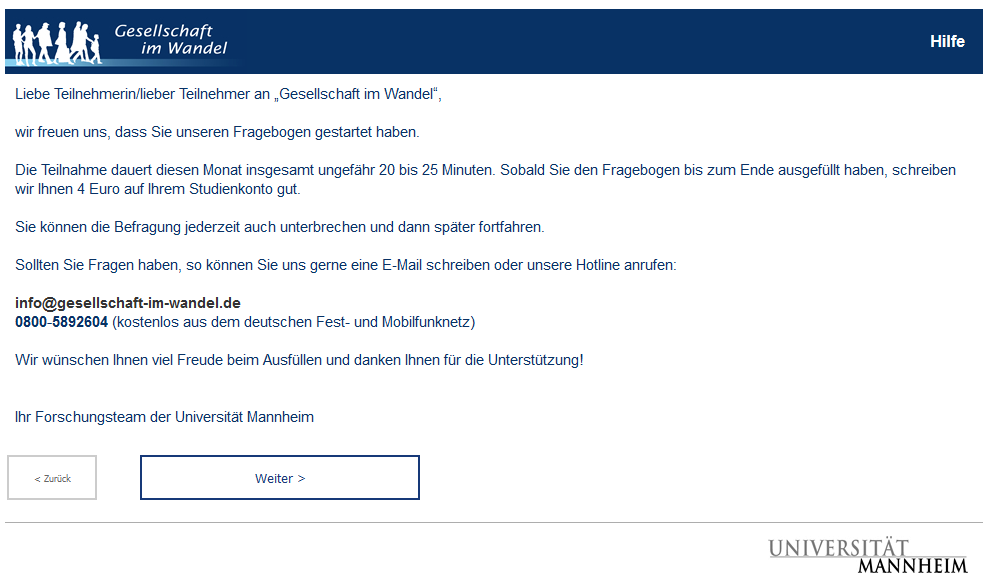 Gesellschaft
im Wandel
Hilfe
Liebe Teilnehmerin/lieber Teilnehmer an „Gesellschaft im Wandel“,
wir freuen uns, dass Sie unseren Fragebogen gestartet haben.
Die Teilnahme dauert diesen Monat insgesamt ungefähr 20 bis 25 Minuten. Sobald Sie den Fragebogen bis zum Ende ausgefüllt haben, schreiben
wir Ihnen 4 Euro auf Ihrem Studienkonto gut.
Sie können die Befragung jederzeit auch unterbrechen und dann später fortfahren.
Sollten Sie Fragen haben, so können Sie uns gerne eine E-Mail schreiben oder unsere Hotline anrufen:
info@gesellschaft-im-wandel.de
0800-5892604 (kostenlos aus dem deutschen Fest- und Mobilfunknetz)
Wir wünschen Ihnen viel Freude beim Ausfüllen und danken Ihnen für die Unterstützung!
Ihr Forschungsteam der Universität Mannheim
< Zurück
Weiter >
UNIVERSITÄT
MANNHEIM